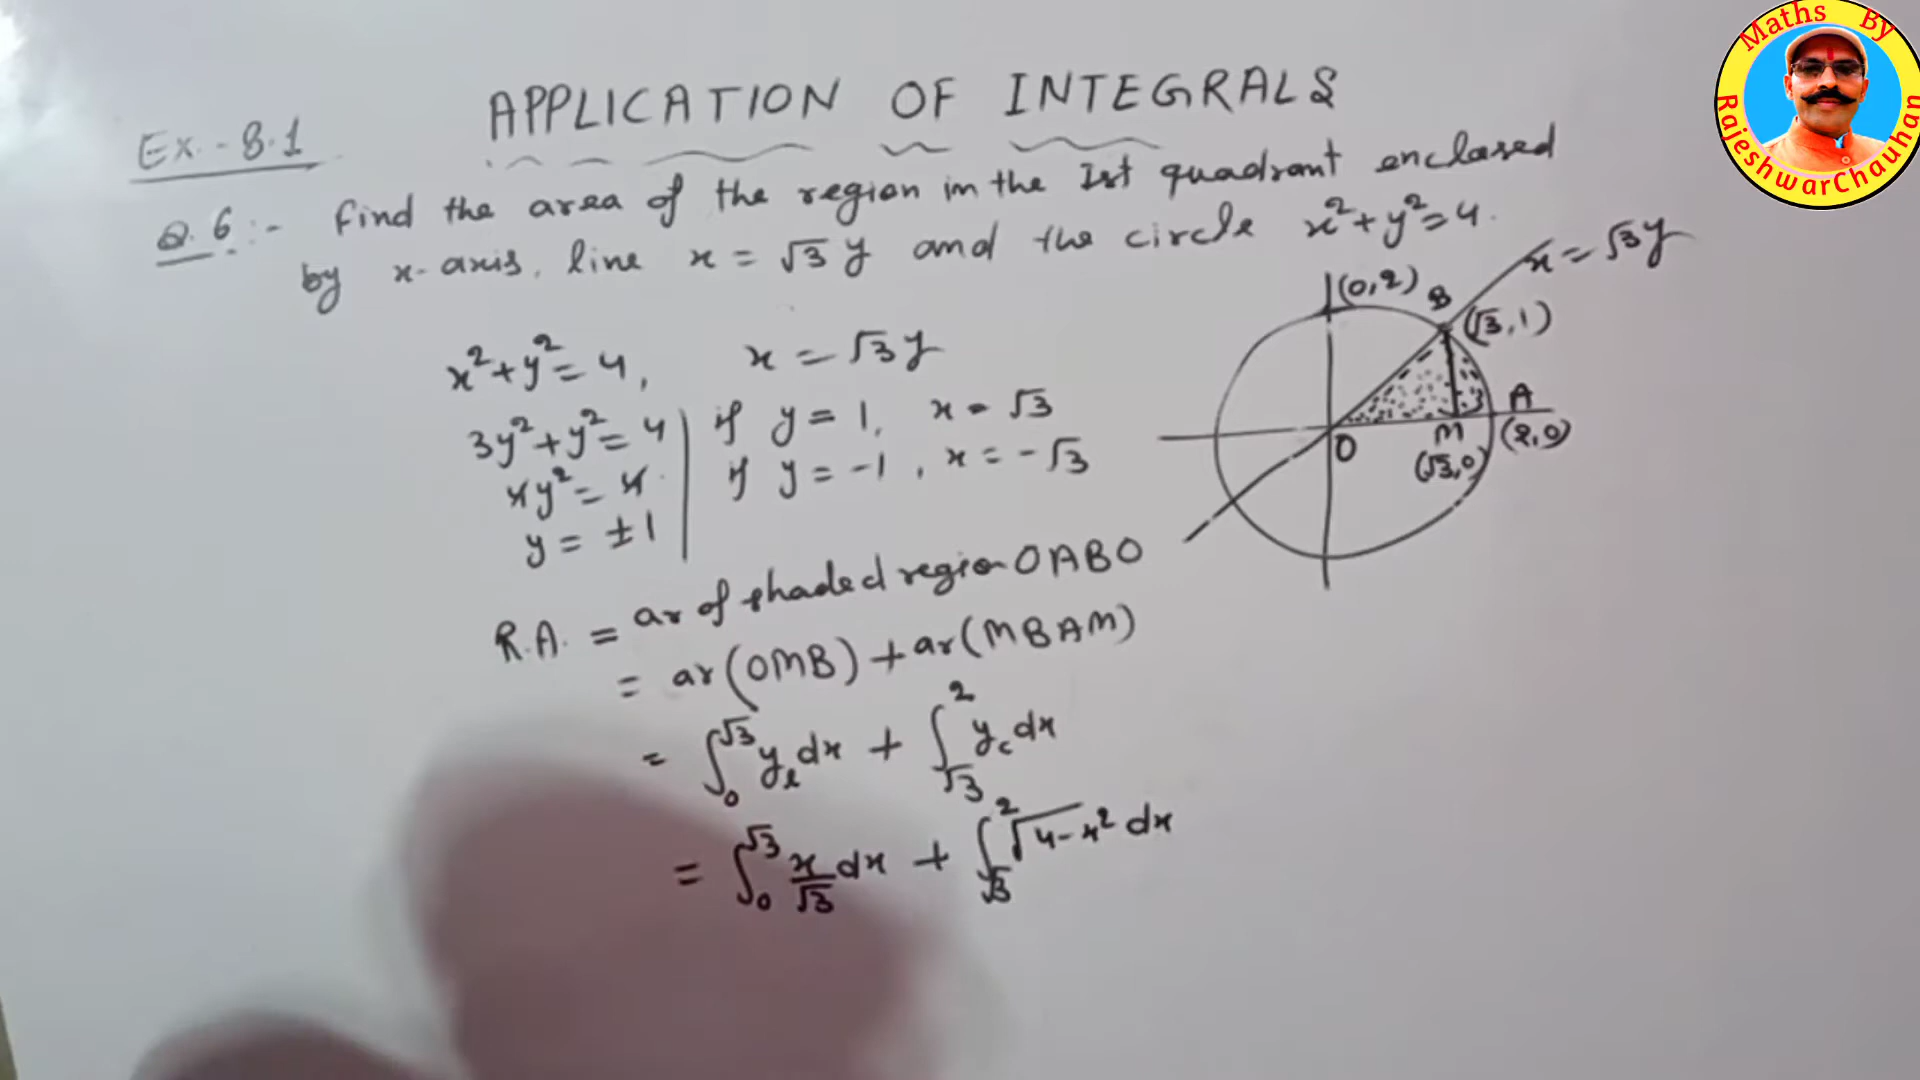 Maths By
RajeshwarChauhan
APPLICATION OF INTEGRALS
Ex.-8.1
Q.6:- Find the area of the region in the Ist quadrant enclosed
by x-axis, line x = √3 y and the circle x²+y²=4.
x²+y²=4, x = √3 y
3y²+y²=4 if y = 1, x = √3
4y²=4 if y = -1, x = -√3
y = ±1
(0,2) B x = √3y
(√3,1)
A
O M (2,0)
(√3,0)
R.A. = ar of shaded region OABO
= ar(OMB) + ar(MBAM)
= ∫₀^√3 yₗ dx + ∫_√3^2 y_c dx
= ∫₀^√3 x/√3 dx + ∫_√3^2 √4-x² dx